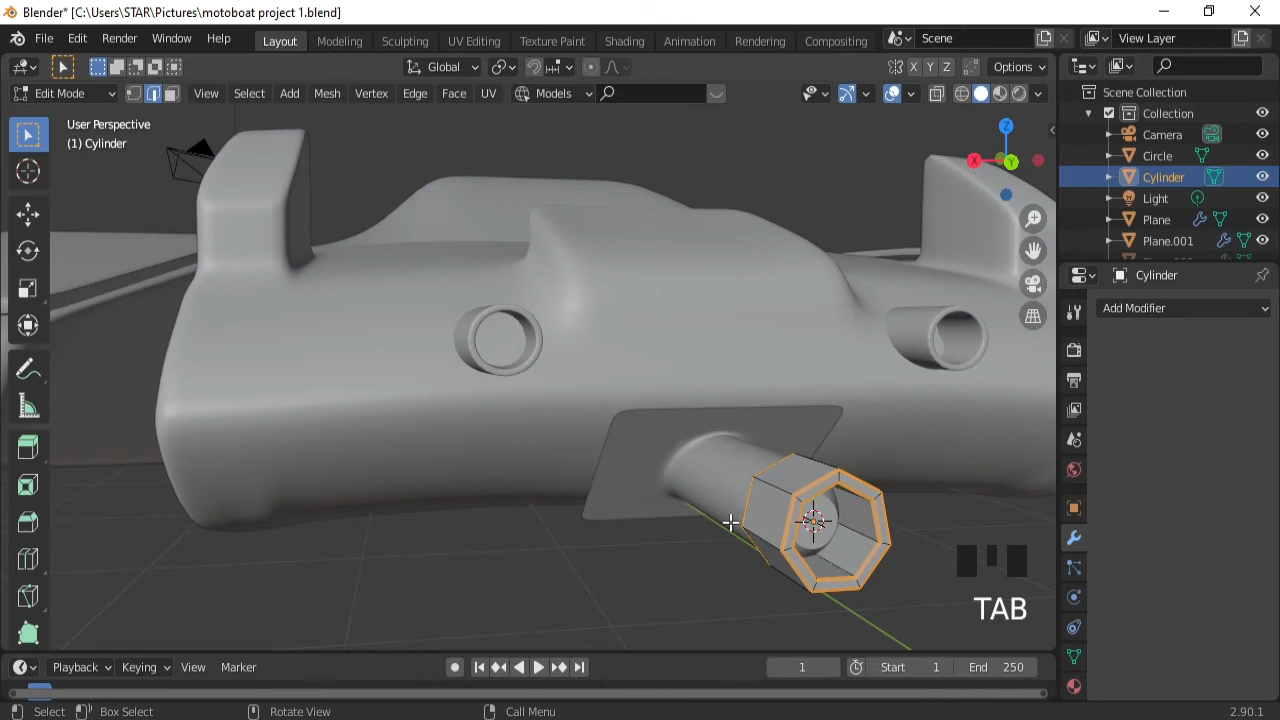 Blender* [C:\Users\STAR\Pictures\motoboat project 1.blend]
File Edit Render Window Help Layout Modeling Sculpting UV Editing Texture Paint Shading Animation Rendering Compositing Scene View Layer
Global X Y Z Options
Edit Mode View Select Add Mesh Vertex Edge Face UV Models
User Perspective
(1) Cylinder
Z
X
Y
TAB
Scene Collection
Collection
Camera
Circle
Cylinder
Light
Plane
Plane.001
Cylinder
Add Modifier
Playback Keying View Marker 1 Start 1 End 250
Select Box Select Rotate View Call Menu 2.90.1